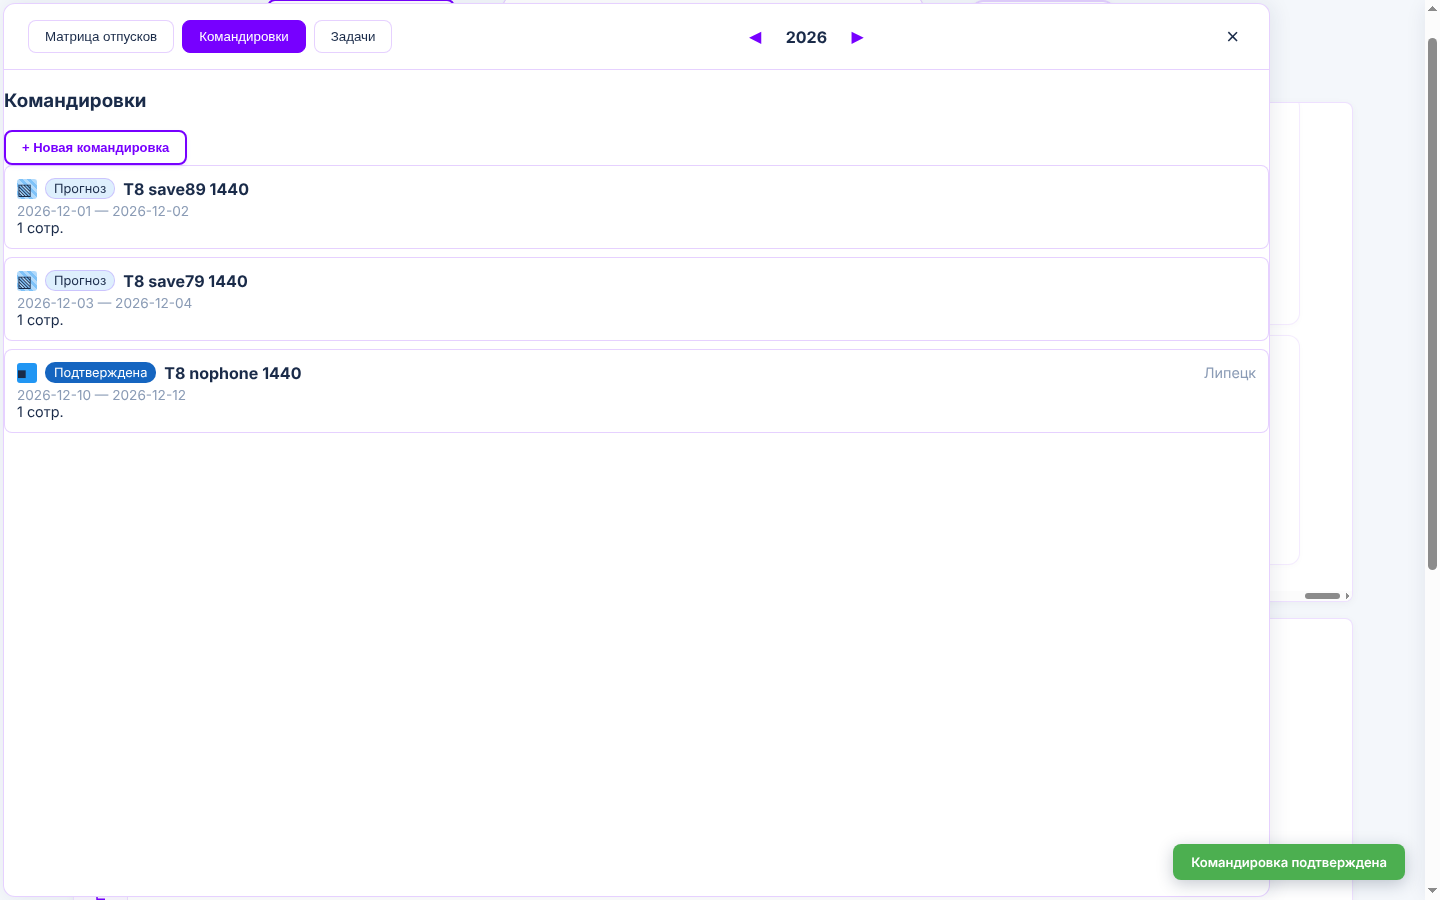 Матрица отпусков Командировки Задачи ◀ 2026 ▶ ×
Командировки
+ Новая командировка
Прогноз T8 save89 1440
2026-12-01 — 2026-12-02
1 сотр.
Прогноз T8 save79 1440
2026-12-03 — 2026-12-04
1 сотр.
Подтверждена T8 nophone 1440 Липецк
2026-12-10 — 2026-12-12
1 сотр.
Командировка подтверждена